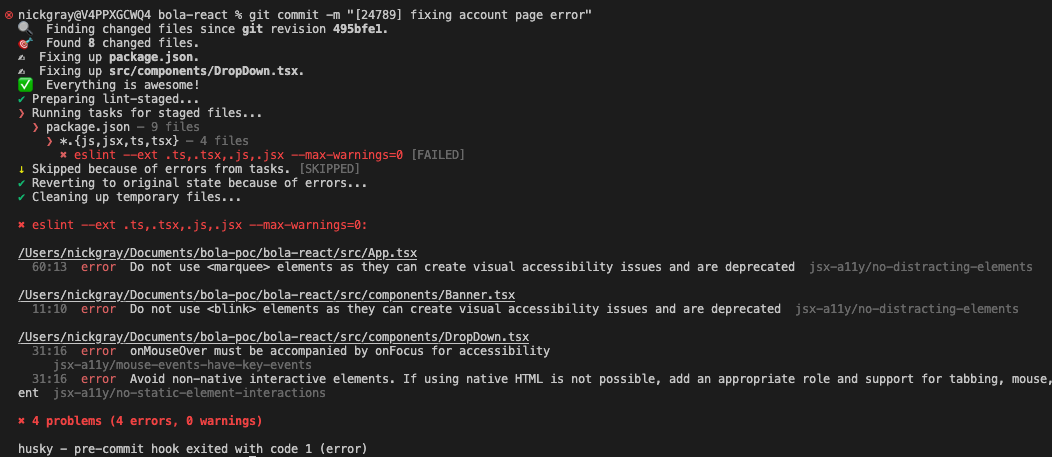 nickgray@V4PPXGCWQ4 bola-react % git commit -m "[24789] fixing account page error"
🔍 Finding changed files since git revision 495bfe1.
🎯 Found 8 changed files.
✍ Fixing up package.json.
✍ Fixing up src/components/DropDown.tsx.
✅ Everything is awesome!
✔ Preparing lint-staged...
❯ Running tasks for staged files...
❯ package.json — 9 files
❯ *.{js,jsx,ts,tsx} — 4 files
✖ eslint --ext .ts,.tsx,.js,.jsx --max-warnings=0 [FAILED]
↓ Skipped because of errors from tasks. [SKIPPED]
✔ Reverting to original state because of errors...
✔ Cleaning up temporary files...
✖ eslint --ext .ts,.tsx,.js,.jsx --max-warnings=0:
/Users/nickgray/Documents/bola-poc/bola-react/src/App.tsx
60:13 error Do not use <marquee> elements as they can create visual accessibility issues and are deprecated jsx-a11y/no-distracting-elements
/Users/nickgray/Documents/bola-poc/bola-react/src/components/Banner.tsx
11:10 error Do not use <blink> elements as they can create visual accessibility issues and are deprecated jsx-a11y/no-distracting-elements
/Users/nickgray/Documents/bola-poc/bola-react/src/components/DropDown.tsx
31:16 error onMouseOver must be accompanied by onFocus for accessibility
jsx-a11y/mouse-events-have-key-events
31:16 error Avoid non-native interactive elements. If using native HTML is not possible, add an appropriate role and support for tabbing, mouse,
ent jsx-a11y/no-static-element-interactions
✖ 4 problems (4 errors, 0 warnings)
husky - pre-commit hook exited with code 1 (error)